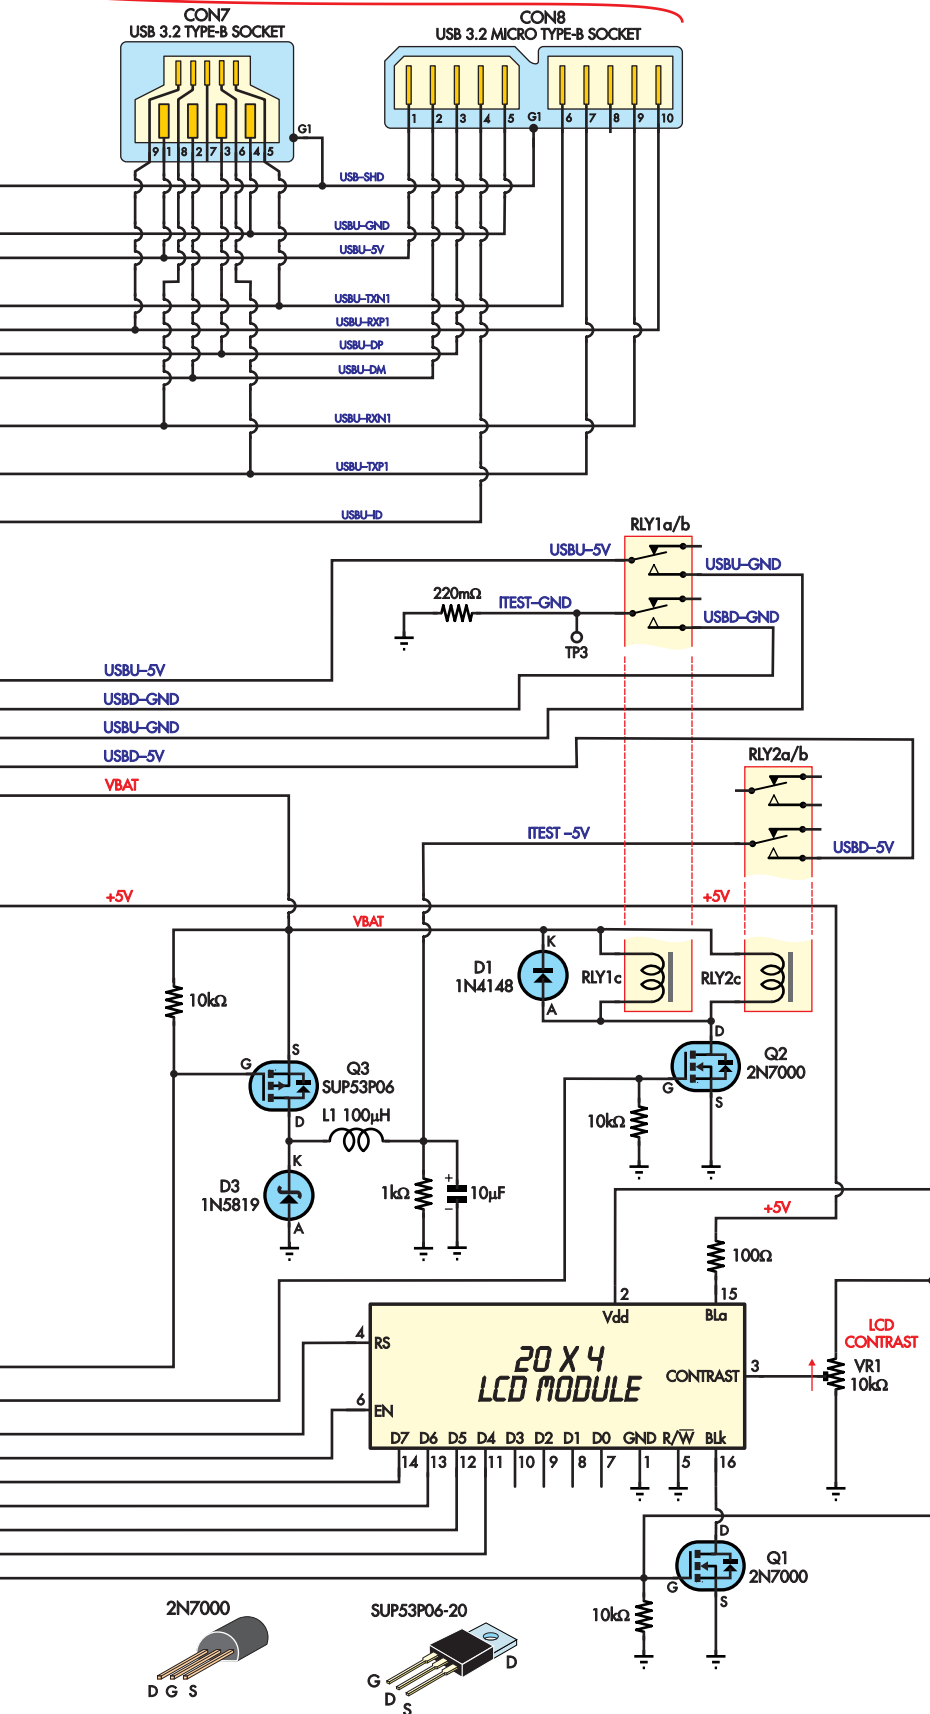 CON7
USB 3.2 TYPE-B SOCKET
CON8
USB 3.2 MICRO TYPE-B SOCKET
1 2 3 4 5 G1 6 7 8 9 10
G1
9 1 8 2 7 3 6 4 5
USB-SHD
USBU-GND
USBU-5V
USBU-TXN1
USBU-RXP1
USBU-DP
USBU-DM
USBU-RXN1
USBU-TXP1
USBU-ID
RLY1a/b
USBU-5V
USBU-GND
220mΩ
ITEST-GND
USBD-GND
TP3
USBU-5V
USBD-GND
USBU-GND
USBD-5V
RLY2a/b
VBAT
ITEST -5V
USBD-5V
+5V
+5V
VBAT
K
D1
1N4148
RLY1c
RLY2c
A
10kΩ
D
S
Q3
SUP53P06
G
Q2
2N7000
G
S
D
L1 100µH
10kΩ
K
D3
1N5819
1kΩ
+
10µF
–
A
+5V
100Ω
2
15
Vdd
BLa
LCD
CONTRAST
4
RS
20 X 4
LCD MODULE
CONTRAST
3
VR1
10kΩ
6
EN
D7 D6 D5 D4 D3 D2 D1 D0 GND R/W̅ BLk
14 13 12 11 10 9 8 7 1 5 16
D
Q1
2N7000
G
S
10kΩ
2N7000
D G S
SUP53P06-20
D
G
D
S